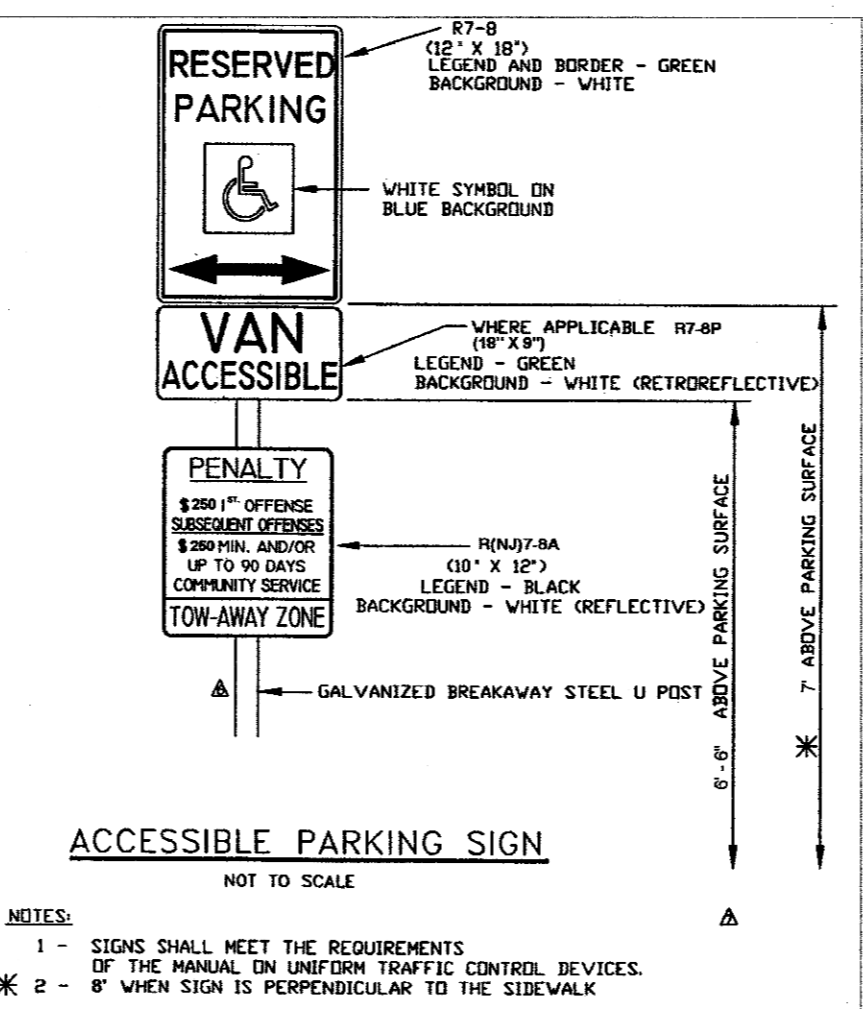 RESERVED
PARKING
R7-8
(12" X 18")
LEGEND AND BORDER - GREEN
BACKGROUND - WHITE
WHITE SYMBOL ON
BLUE BACKGROUND
VAN
ACCESSIBLE
WHERE APPLICABLE R7-8P
(18" X 9")
LEGEND - GREEN
BACKGROUND - WHITE (RETROREFLECTIVE)
PENALTY
$250 1ST. OFFENSE
SUBSEQUENT OFFENSES
$250 MIN. AND/OR
UP TO 90 DAYS
COMMUNITY SERVICE
TOW-AWAY ZONE
R(NJ)7-8A
(10" X 12")
LEGEND - BLACK
BACKGROUND - WHITE (REFLECTIVE)
GALVANIZED BREAKAWAY STEEL U POST
6'-6" ABOVE PARKING SURFACE
7' ABOVE PARKING SURFACE
ACCESSIBLE PARKING SIGN
NOT TO SCALE
NOTES:
1 - SIGNS SHALL MEET THE REQUIREMENTS
OF THE MANUAL ON UNIFORM TRAFFIC CONTROL DEVICES.
2 - 8' WHEN SIGN IS PERPENDICULAR TO THE SIDEWALK